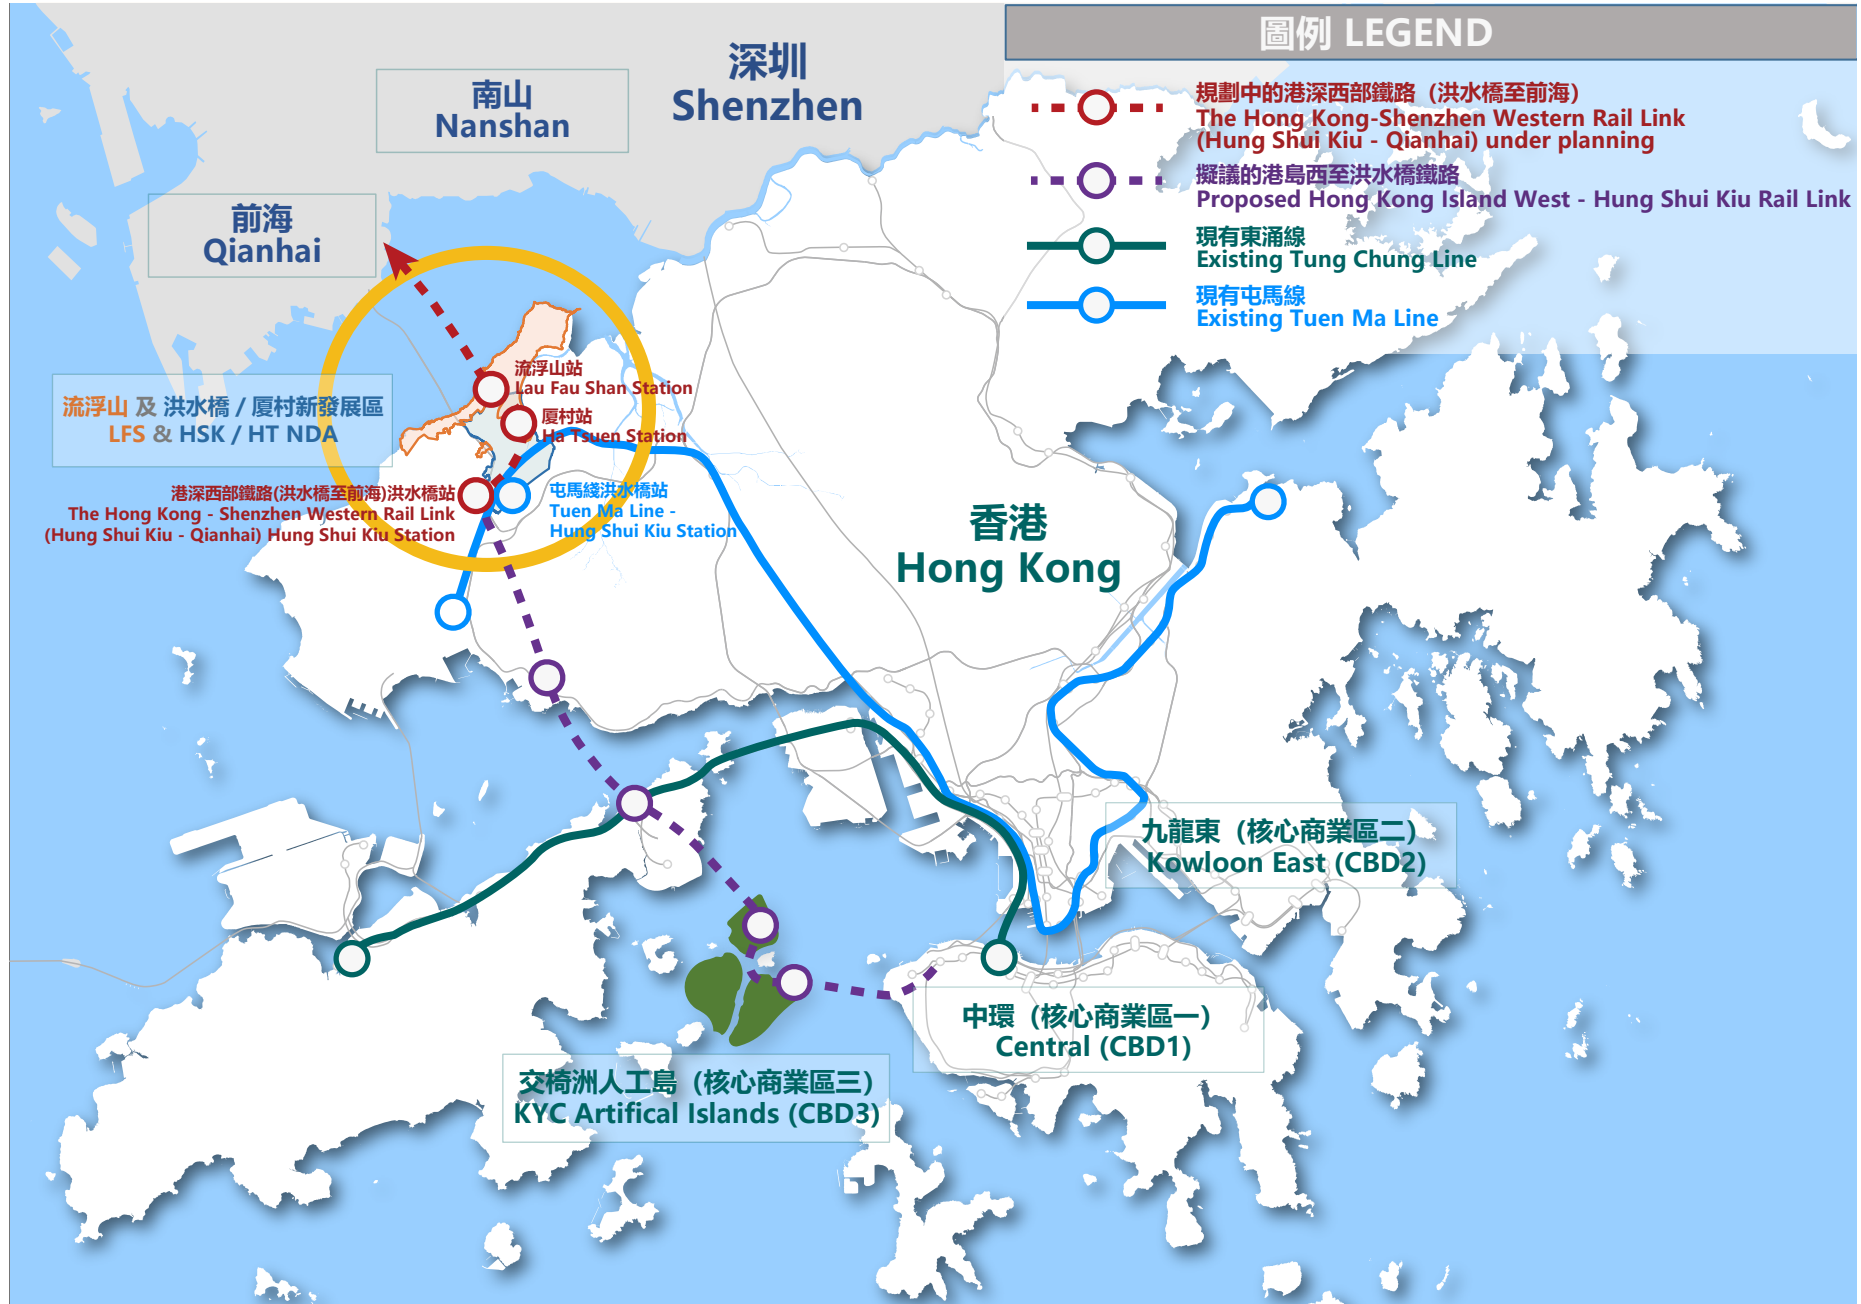 圖例 LEGEND
規劃中的港深西部鐵路（洪水橋至前海）
The Hong Kong-Shenzhen Western Rail Link
(Hung Shui Kiu - Qianhai) under planning
擬議的港島西至洪水橋鐵路
Proposed Hong Kong Island West - Hung Shui Kiu Rail Link
現有東涌線
Existing Tung Chung Line
現有屯馬線
Existing Tuen Ma Line
深圳
Shenzhen
南山
Nanshan
前海
Qianhai
流浮山站
Lau Fau Shan Station
厦村站
Ha Tsuen Station
流浮山 及 洪水橋 / 厦村新發展區
LFS & HSK / HT NDA
港深西部鐵路(洪水橋至前海)洪水橋站
The Hong Kong - Shenzhen Western Rail Link
(Hung Shui Kiu - Qianhai) Hung Shui Kiu Station
屯馬綫洪水橋站
Tuen Ma Line -
Hung Shui Kiu Station
香港
Hong Kong
九龍東（核心商業區二）
Kowloon East (CBD2)
中環（核心商業區一）
Central (CBD1)
交椅洲人工島（核心商業區三）
KYC Artifical Islands (CBD3)